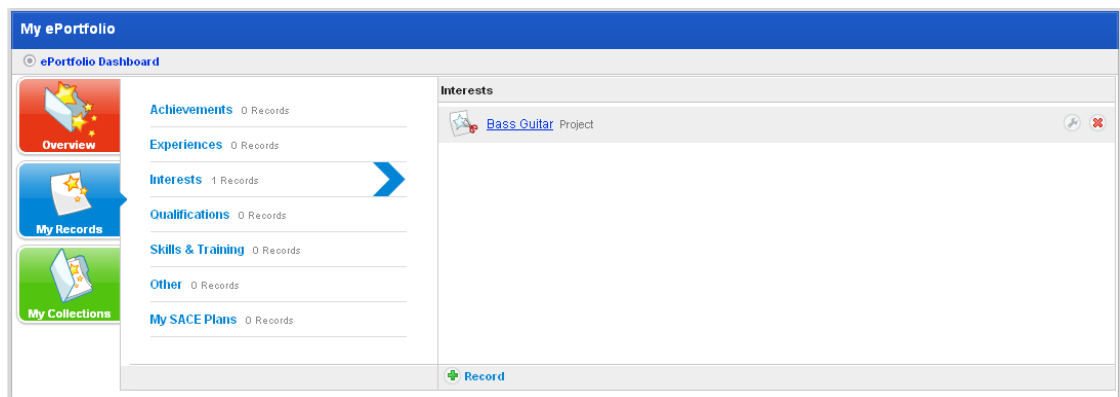 My ePortfolio
ePortfolio Dashboard
Overview
My Records
My Collections
Achievements 0 Records
Experiences 0 Records
Interests 1 Records
Qualifications 0 Records
Skills & Training 0 Records
Other 0 Records
My SACE Plans 0 Records
Interests
Bass Guitar Project
Record